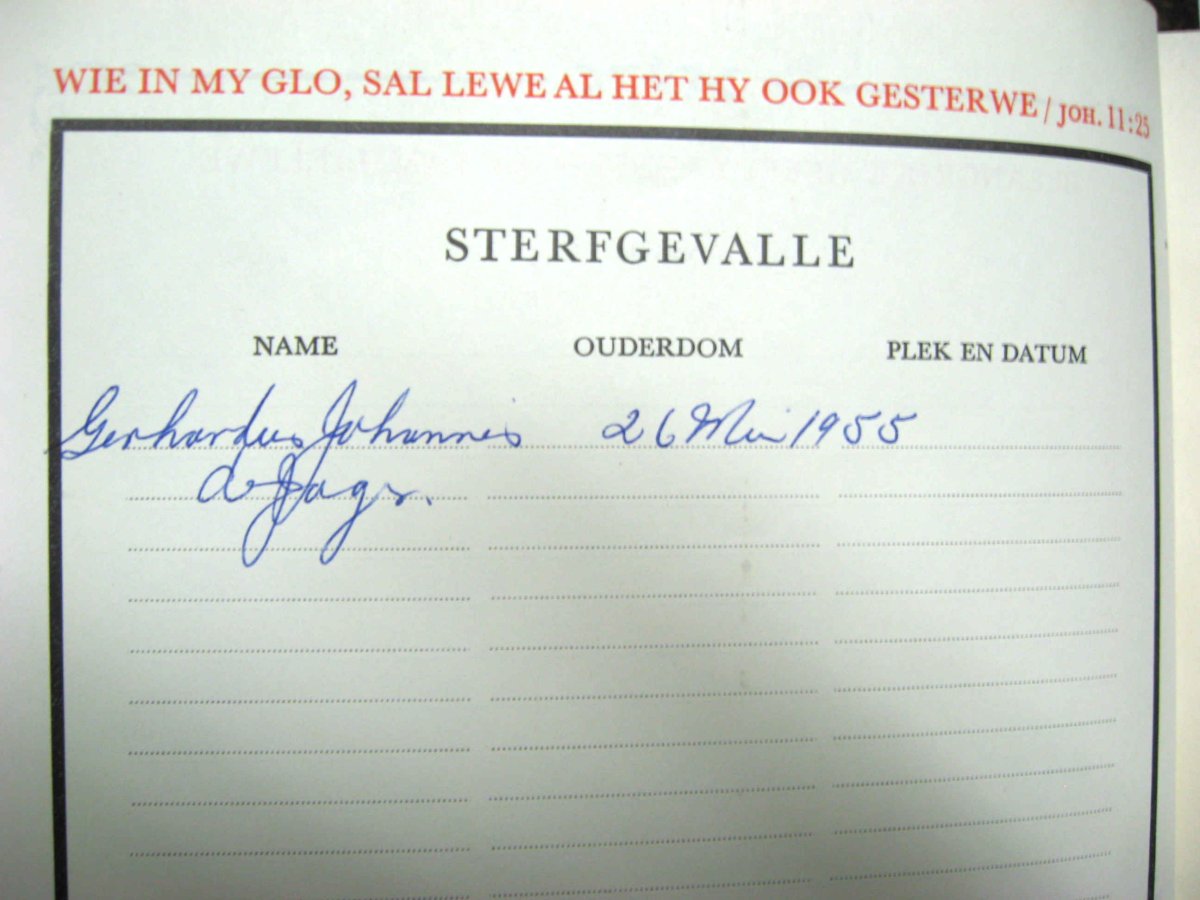 WIE IN MY GLO, SAL LEWE AL HET HY OOK GESTERWE / JOH. 11:25
STERFGEVALLE
NAME OUDERDOM PLEK EN DATUM
Gerhardus Johannes 26 Mei 1955
de Jager.